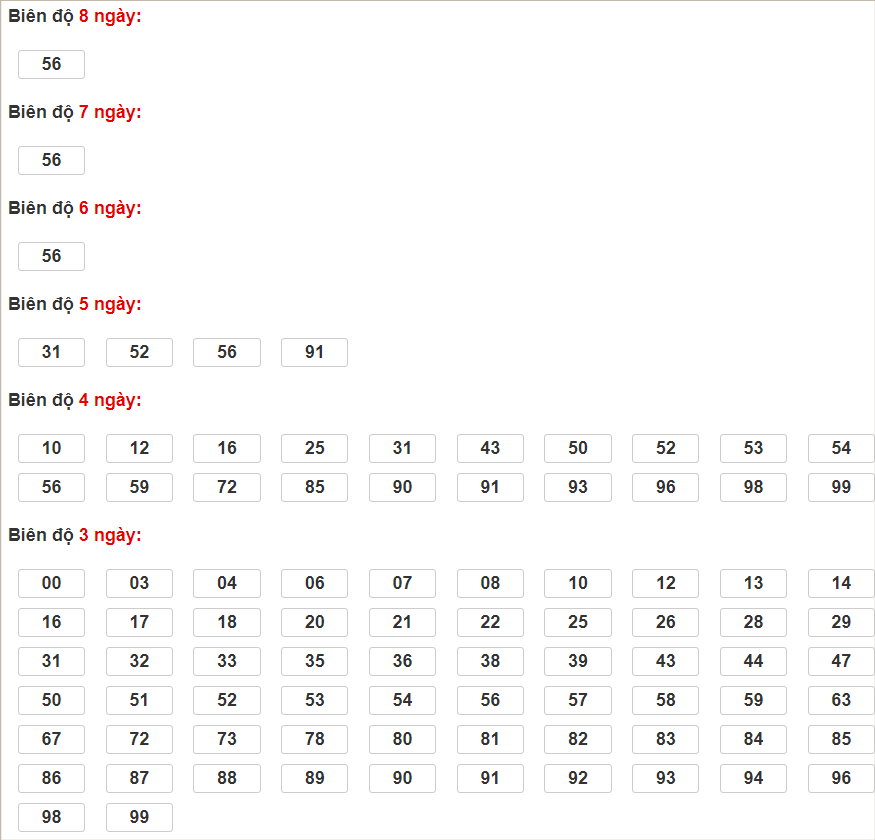 Biên độ 8 ngày:
56
Biên độ 7 ngày:
56
Biên độ 6 ngày:
56
Biên độ 5 ngày:
31 52 56 91
Biên độ 4 ngày:
10 12 16 25 31 43 50 52 53 54
56 59 72 85 90 91 93 96 98 99
Biên độ 3 ngày:
00 03 04 06 07 08 10 12 13 14
16 17 18 20 21 22 25 26 28 29
31 32 33 35 36 38 39 43 44 47
50 51 52 53 54 56 57 58 59 63
67 72 73 78 80 81 82 83 84 85
86 87 88 89 90 91 92 93 94 96
98 99